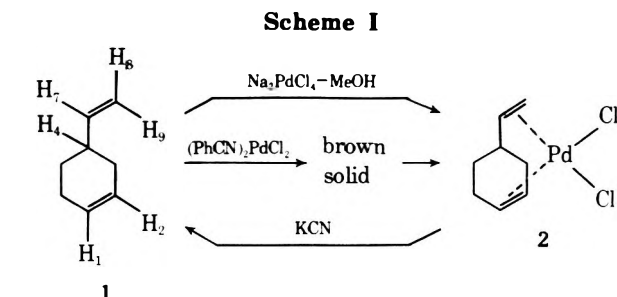 Scheme I
H₈
H₇
H₄
H₉
H₂
H₁
1
Na₂PdCl₄–MeOH
(PhCN)₂PdCl₂
brown
solid
KCN
Pd
Cl
Cl
2